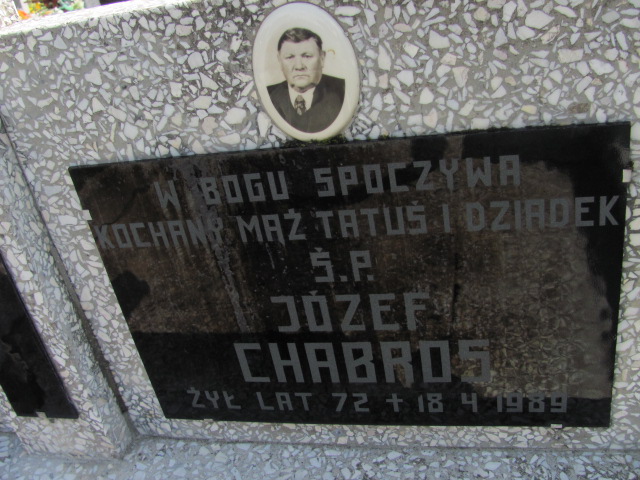 W BOGU SPOCZYWA
KOCHANY MĄŻ TATUŚ I DZIADEK
Ś.P.
JÓZEF
CHABROS
ŻYŁ LAT 72 + 18 4 1989